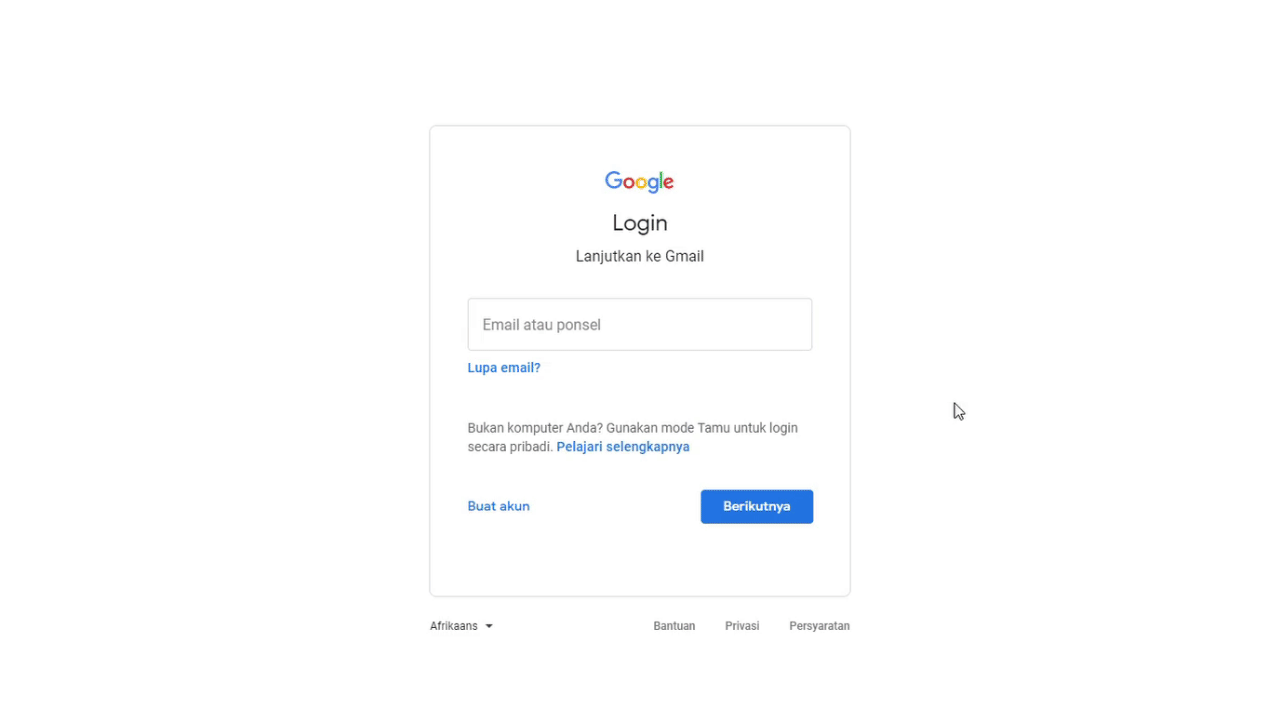 Google
Login
Lanjutkan ke Gmail
Email atau ponsel
Lupa email?
Bukan komputer Anda? Gunakan mode Tamu untuk login
secara pribadi. Pelajari selengkapnya
Buat akun
Berikutnya
Afrikaans
Bantuan
Privasi
Persyaratan